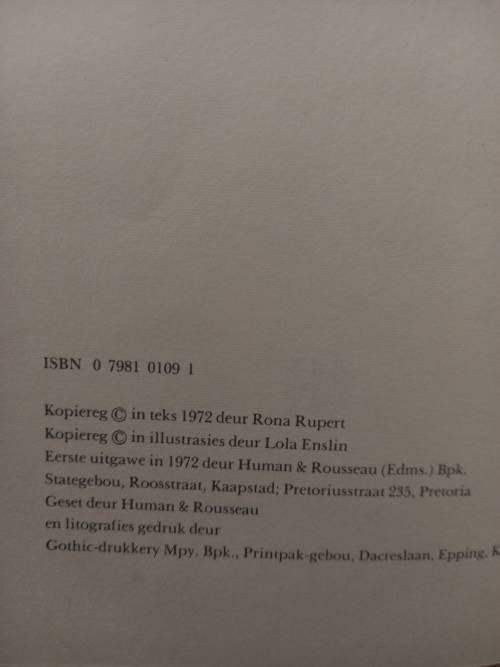 ISBN 0 7981 0109 1
Kopiereg © in teks 1972 deur Rona Rupert
Kopiereg © in illustrasies deur Lola Enslin
Eerste uitgawe in 1972 deur Human & Rousseau (Edms.) Bpk.
Stategebou, Roosstraat, Kaapstad; Pretoriusstraat 235, Pretoria
Geset deur Human & Rousseau
en litografies gedruk deur
Gothic-drukkery Mpy. Bpk., Printpak-gebou, Dacreslaan, Epping, K